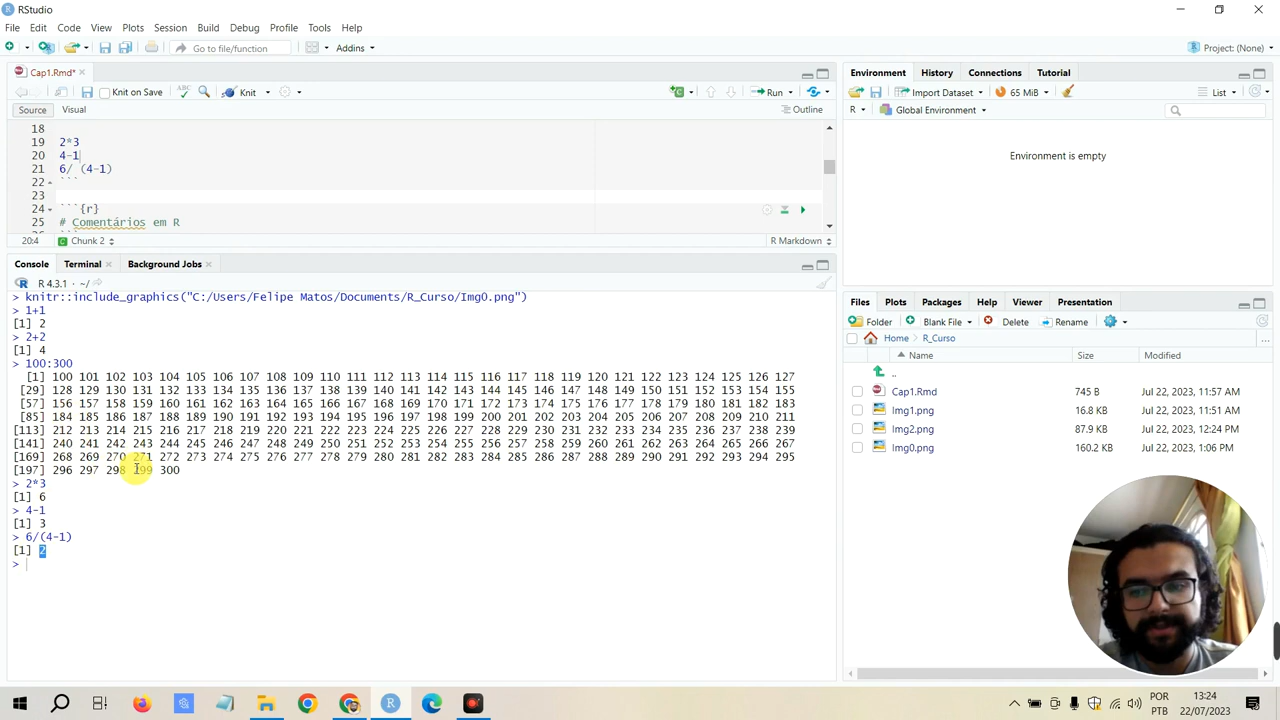 RStudio
File Edit Code View Plots Session Build Debug Profile Tools Help
Go to file/function Addins Project: (None)
Cap1.Rmd*
Knit on Save Knit Run
Source Visual Outline
18
19 2*3
20 4-1
21 6/ (4-1)
22 ```
23
24 ```{r}
25 # Comentários em R
20:4 Chunk 2 R Markdown
Console Terminal Background Jobs
R 4.3.1 · ~/
> knitr::include_graphics("C:/Users/Felipe Matos/Documents/R_Curso/Img0.png")
> 1+1
[1] 2
> 2+2
[1] 4
> 100:300
[1] 100 101 102 103 104 105 106 107 108 109 110 111 112 113 114 115 116 117 118 119 120 121 122 123 124 125 126 127
[29] 128 129 130 131 132 133 134 135 136 137 138 139 140 141 142 143 144 145 146 147 148 149 150 151 152 153 154 155
[57] 156 157 158 159 160 161 162 163 164 165 166 167 168 169 170 171 172 173 174 175 176 177 178 179 180 181 182 183
[85] 184 185 186 187 188 189 190 191 192 193 194 195 196 197 198 199 200 201 202 203 204 205 206 207 208 209 210 211
[113] 212 213 214 215 216 217 218 219 220 221 222 223 224 225 226 227 228 229 230 231 232 233 234 235 236 237 238 239
[141] 240 241 242 243 244 245 246 247 248 249 250 251 252 253 254 255 256 257 258 259 260 261 262 263 264 265 266 267
[169] 268 269 270 271 272 273 274 275 276 277 278 279 280 281 282 283 284 285 286 287 288 289 290 291 292 293 294 295
[197] 296 297 298 299 300
> 2*3
[1] 6
> 4-1
[1] 3
> 6/(4-1)
[1] 2
>
Environment History Connections Tutorial
Import Dataset 65 MiB List
R Global Environment
Environment is empty
Files Plots Packages Help Viewer Presentation
Folder Blank File Delete Rename
Home R_Curso
Name Size Modified
..
Cap1.Rmd 745 B Jul 22, 2023, 11:57 AM
Img1.png 16.8 KB Jul 22, 2023, 11:51 AM
Img2.png 87.9 KB Jul 22, 2023, 12:24 PM
Img0.png 160.2 KB Jul 22, 2023, 1:06 PM
POR 13:24
PTB 22/07/2023